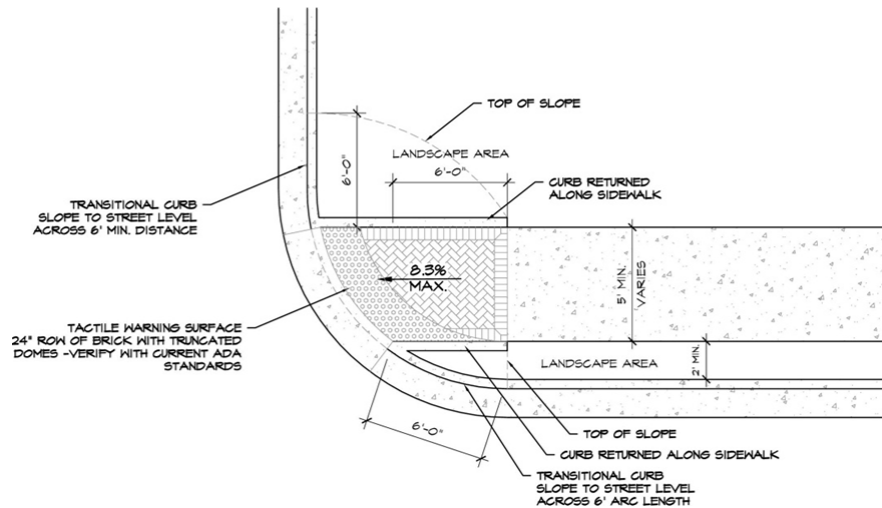 TOP OF SLOPE
LANDSCAPE AREA
6'-0"
6'-0"
CURB RETURNED
ALONG SIDEWALK
TRANSITIONAL CURB
SLOPE TO STREET LEVEL
ACROSS 6' MIN. DISTANCE
8.3%
MAX.
5' MIN.
VARIES
TACTILE WARNING SURFACE
24" ROW OF BRICK WITH TRUNCATED
DOMES -VERIFY WITH CURRENT ADA
STANDARDS
LANDSCAPE AREA
2' MIN.
6'-0"
TOP OF SLOPE
CURB RETURNED ALONG SIDEWALK
TRANSITIONAL CURB
SLOPE TO STREET LEVEL
ACROSS 6' ARC LENGTH